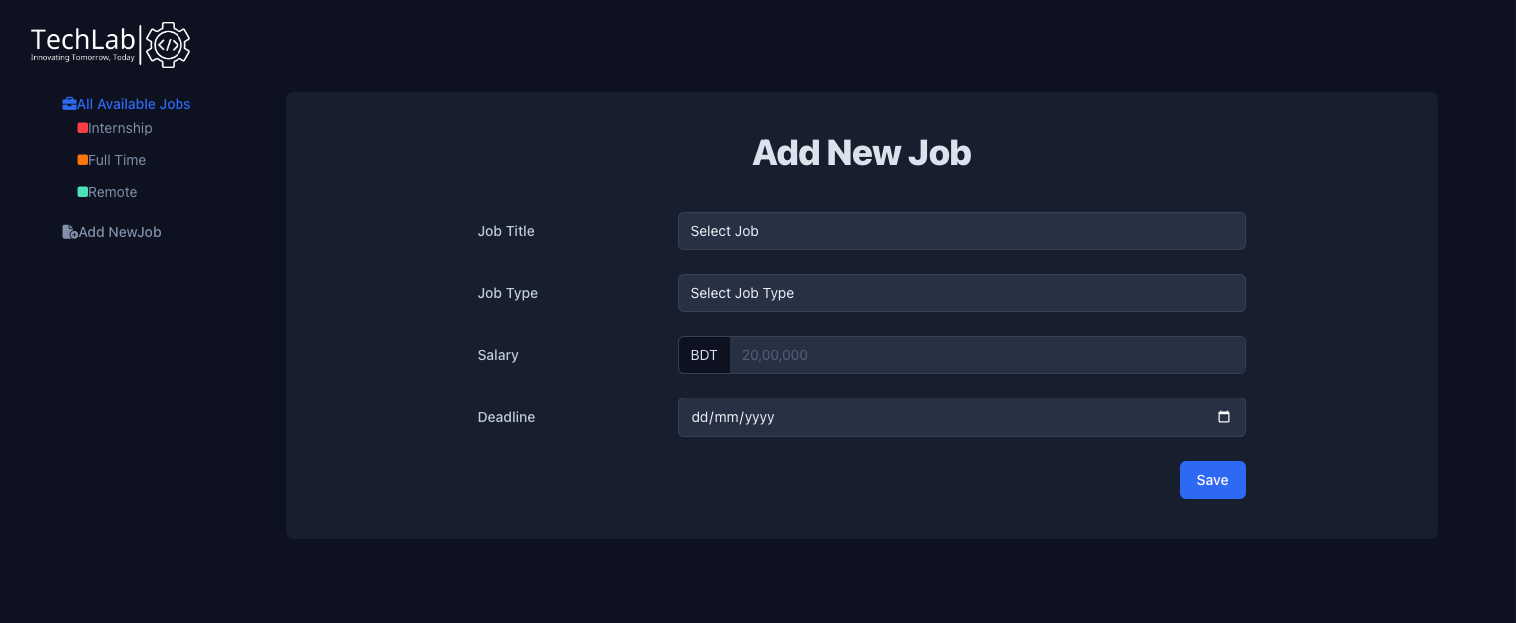 TechLab
Innovating Tomorrow, Today
</>
All Available Jobs
Internship
Full Time
Remote
Add NewJob
Add New Job
Job Title
Select Job
Job Type
Select Job Type
Salary
BDT 20,00,000
Deadline
dd/mm/yyyy
Save